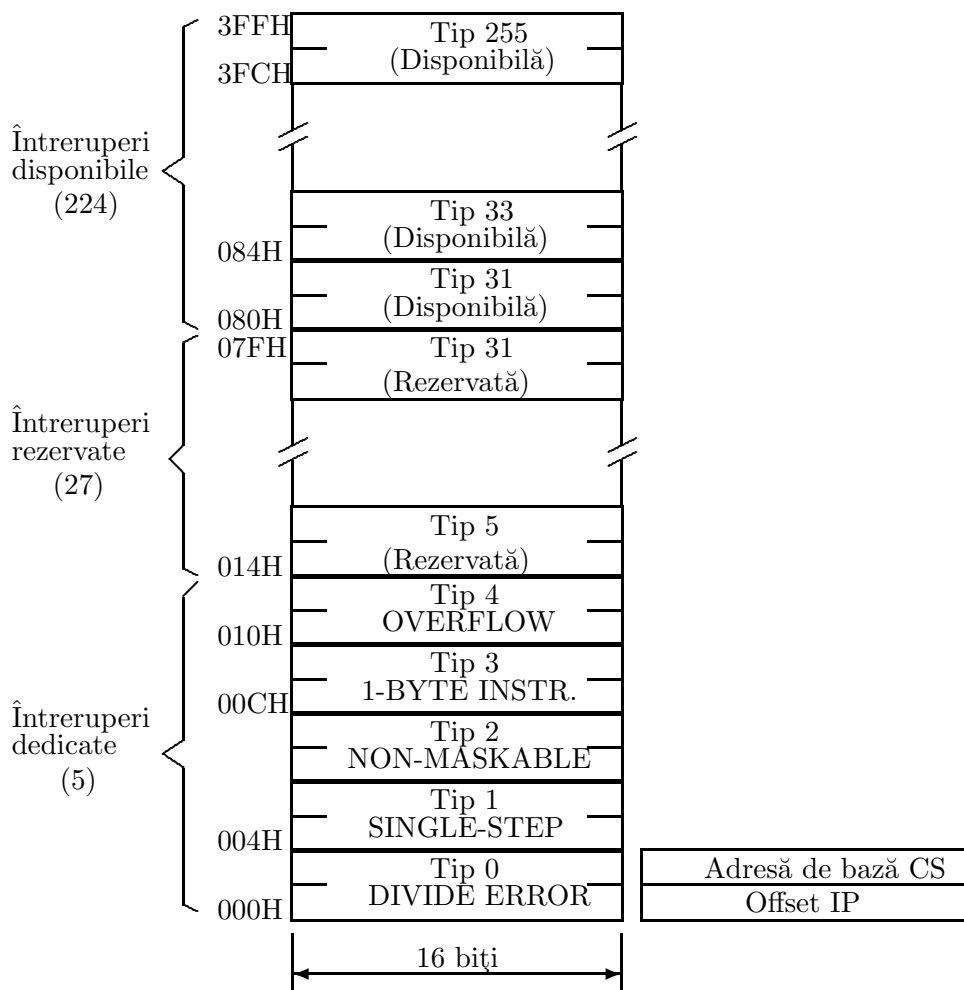 3FFH
Tip 255
(Disponibilă)
3FCH
Întreruperi
disponibile
(224)
Tip 33
(Disponibilă)
084H
Tip 31
(Disponibilă)
080H
07FH
Tip 31
(Rezervată)
Întreruperi
rezervate
(27)
Tip 5
(Rezervată)
014H
Tip 4
OVERFLOW
010H
Tip 3
1-BYTE INSTR.
00CH
Întreruperi
dedicate
(5)
Tip 2
NON-MASKABLE
Tip 1
SINGLE-STEP
004H
Tip 0
DIVIDE ERROR
000H
Adresă de bază CS
Offset IP
16 biţi